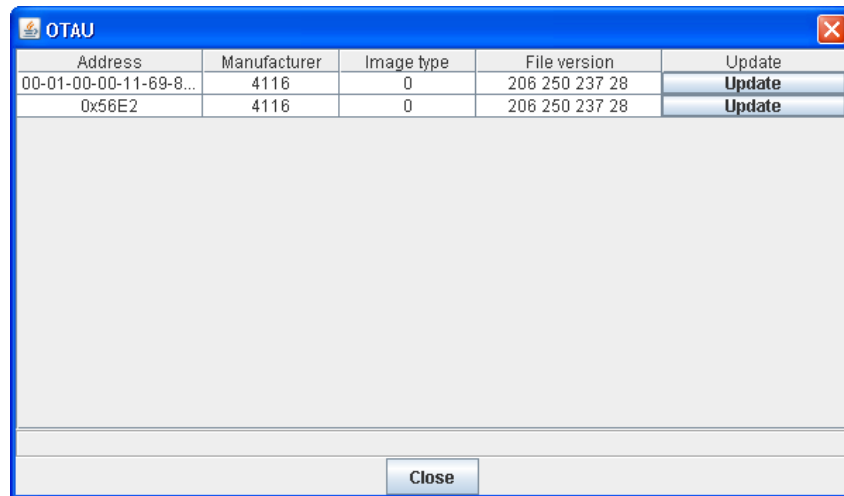 OTAU
Address Manufacturer Image type File version Update
00-01-00-00-11-69-8... 4116 0 206 250 237 28 Update
0x56E2 4116 0 206 250 237 28 Update
Close